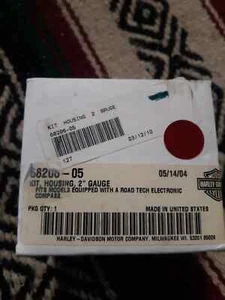 KIT, HOUSING 2 GAUGE
68206-05
127
03/12/10
68206-05
05/14/04
KIT, HOUSING, 2" GAUGE
FITS MODELS EQUIPPED WITH A ROAD TECH ELECTRONIC
COMPASS
PKG QTY: 1
MADE IN UNITED STATES
HARLEY-DAVIDSON MOTOR COMPANY, MILWAUKEE WI